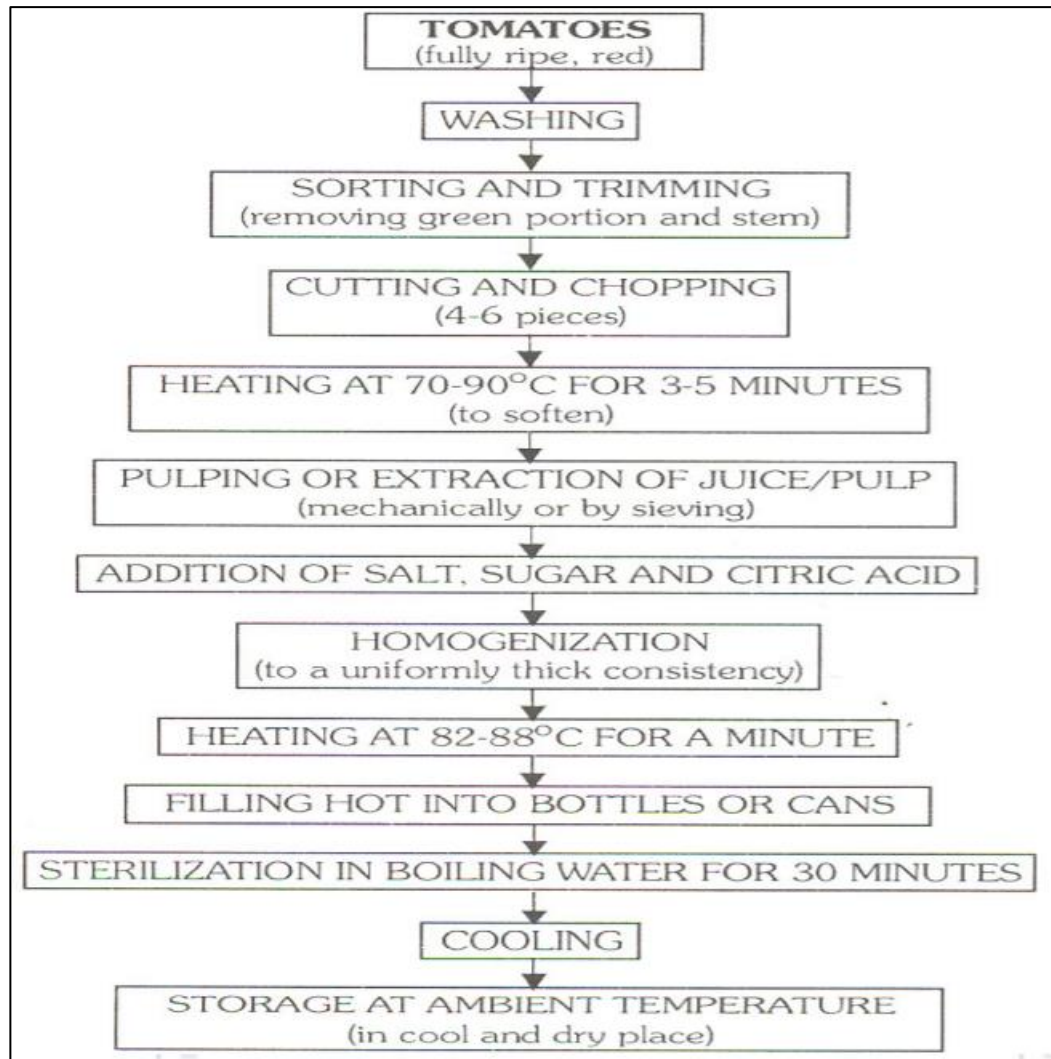 TOMATOES
(fully ripe, red)
WASHING
SORTING AND TRIMMING
(removing green portion and stem)
CUTTING AND CHOPPING
(4-6 pieces)
HEATING AT 70-90°C FOR 3-5 MINUTES
(to soften)
PULPING OR EXTRACTION OF JUICE/PULP
(mechanically or by sieving)
ADDITION OF SALT, SUGAR AND CITRIC ACID
HOMOGENIZATION
(to a uniformly thick consistency)
HEATING AT 82-88°C FOR A MINUTE
FILLING HOT INTO BOTTLES OR CANS
STERILIZATION IN BOILING WATER FOR 30 MINUTES
COOLING
STORAGE AT AMBIENT TEMPERATURE
(in cool and dry place)